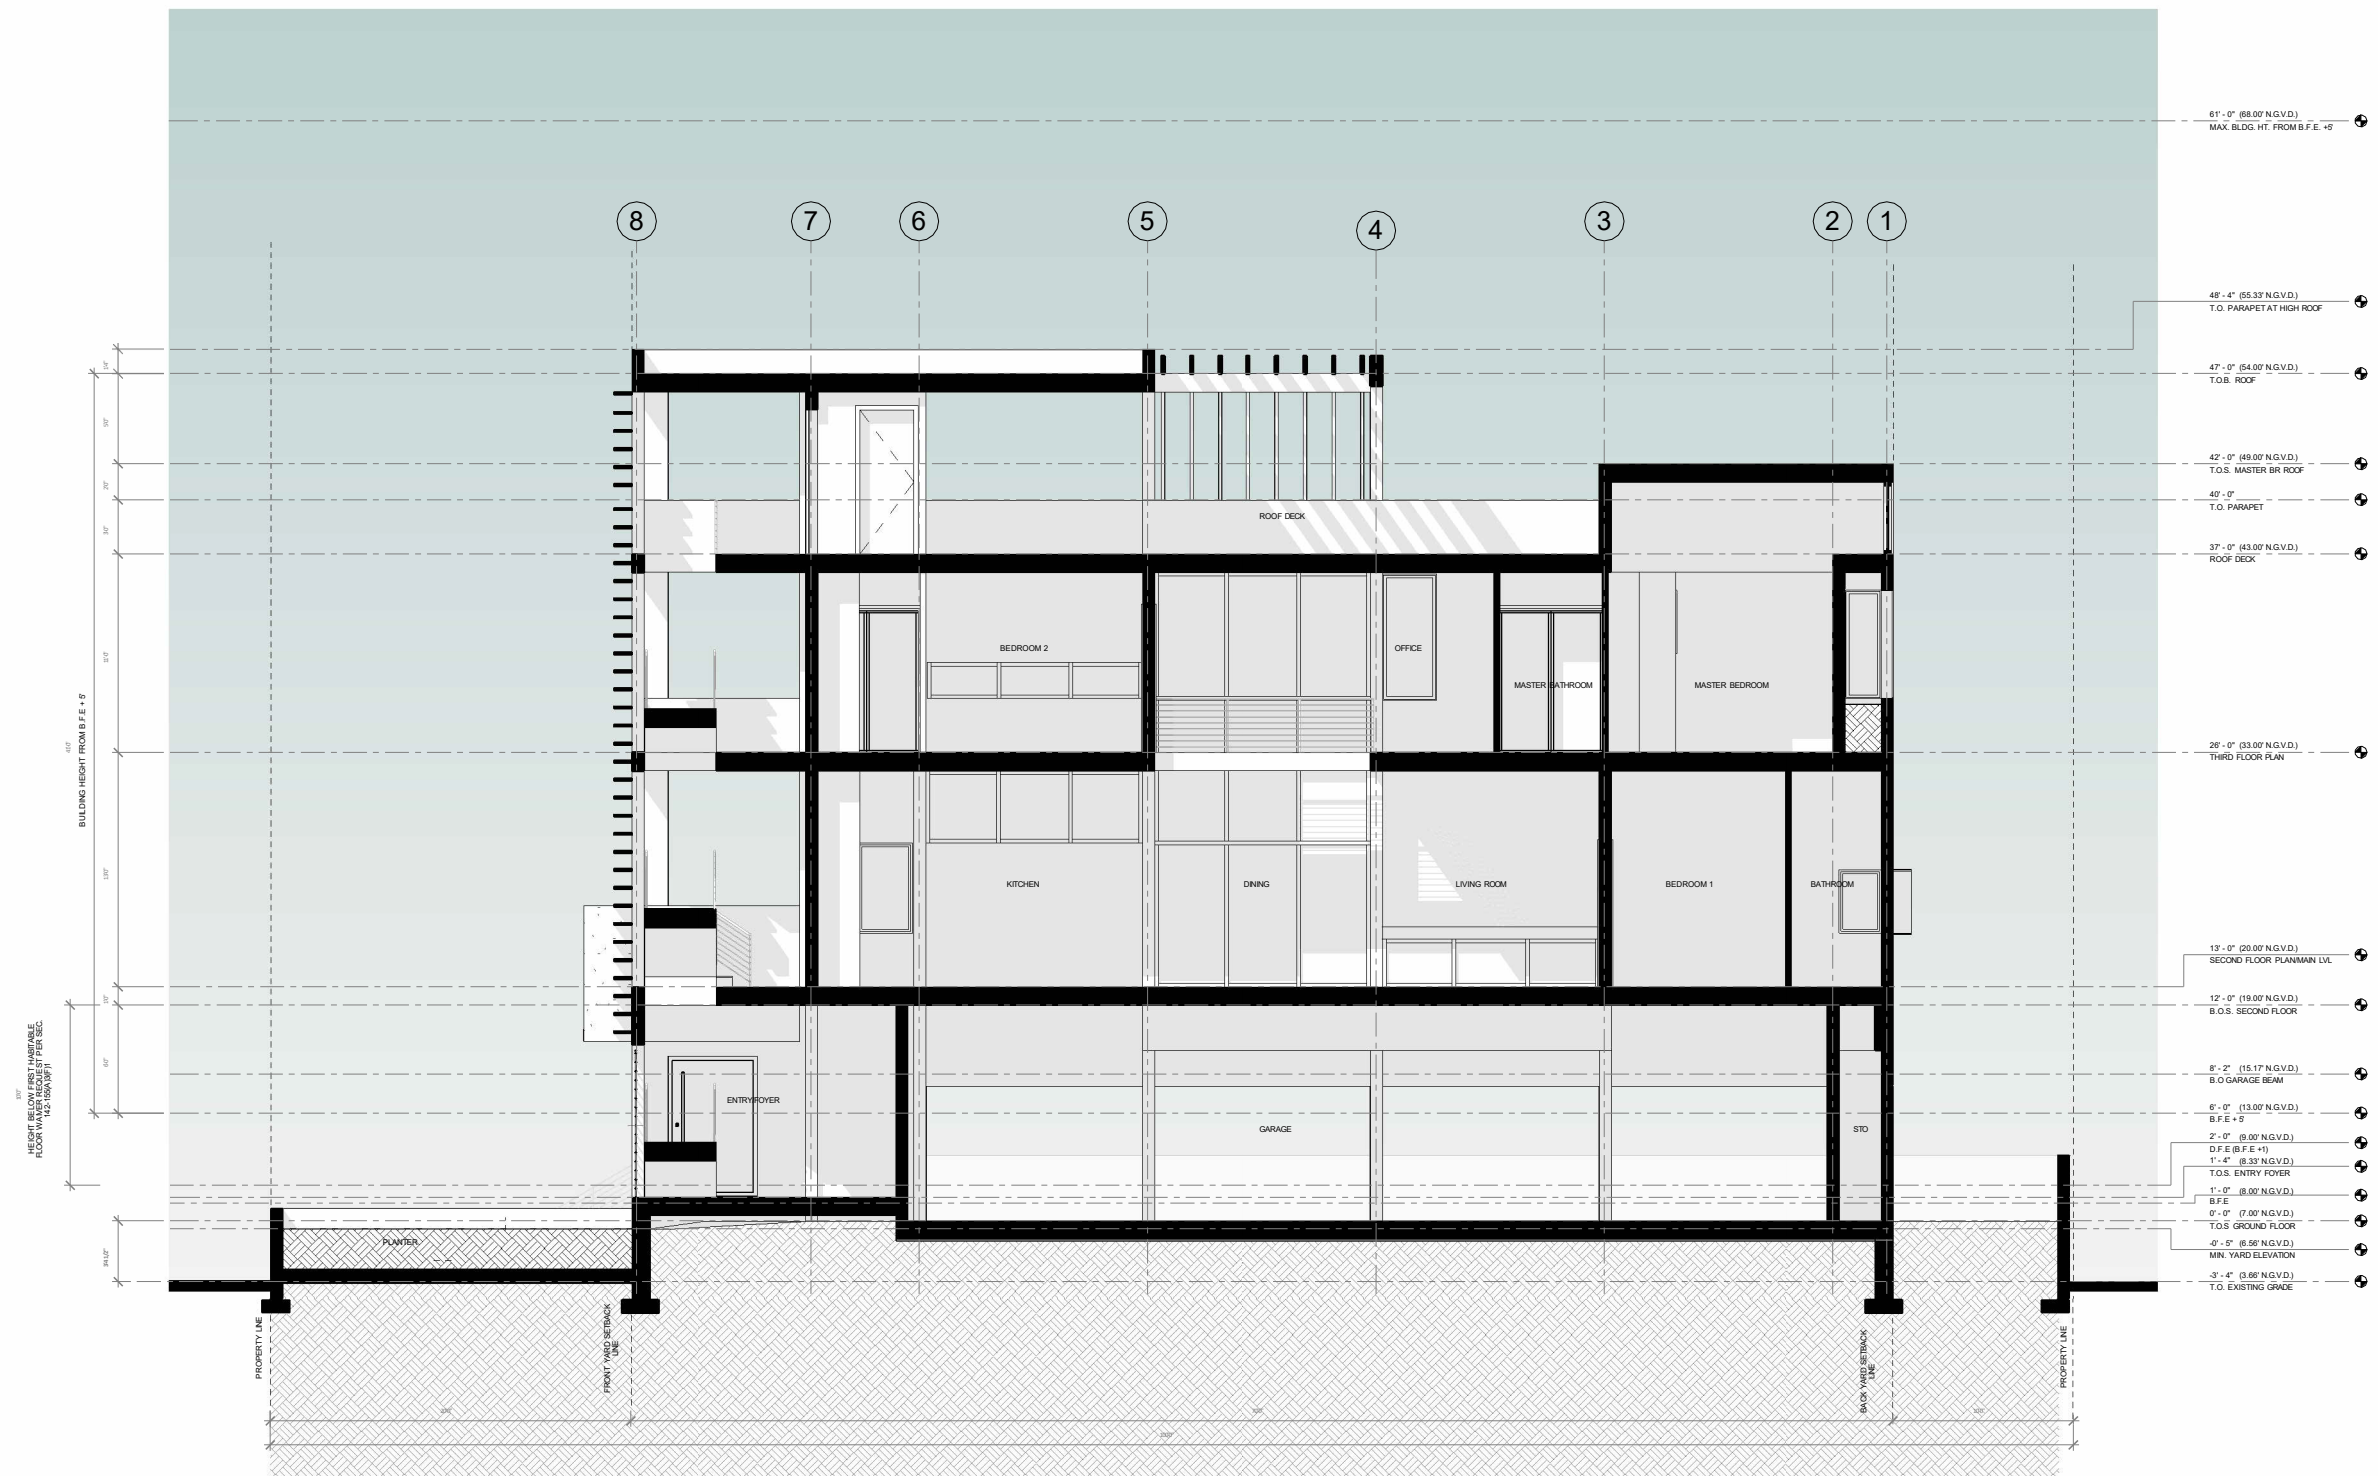 61' - 0" (68.00' N.G.V.D.)
MAX. BLDG. HT. FROM B.F.E. +5'
8
7
6
5
4
3
2
1
48' - 4" (55.33' N.G.V.D.)
T.O. PARAPET AT HIGH ROOF
47' - 0" (54.00' N.G.V.D.)
T.O.B. ROOF
42' - 0" (49.00' N.G.V.D.)
T.O.S. MASTER BR ROOF
40' - 0"
T.O. PARAPET
ROOF DECK
37' - 0" (43.00' N.G.V.D.)
ROOF DECK
BEDROOM 2
OFFICE
MASTER BATHROOM
MASTER BEDROOM
BUILDING HEIGHT FROM B.F.E + 5'
26' - 0" (33.00' N.G.V.D.)
THIRD FLOOR PLAN
KITCHEN
DINING
LIVING ROOM
BEDROOM 1
BATHROOM
13' - 0" (20.00' N.G.V.D.)
SECOND FLOOR PLAN/MAIN LVL
12' - 0" (19.00' N.G.V.D.)
B.O.S. SECOND FLOOR
HEIGHT BELOW FIRST HABITABLE
FLOOR WAIVER REQUEST PER SEC.
8' - 2" (15.17' N.G.V.D.)
B.O GARAGE BEAM
ENTRY/FOYER
GARAGE
STO
6' - 0" (13.00' N.G.V.D.)
B.F.E + 5'
2' - 0" (9.00' N.G.V.D.)
D.F.E (B.F.E +1)
1' - 4" (8.33' N.G.V.D.)
T.O.S. ENTRY FOYER
1' - 0" (8.00' N.G.V.D.)
B.F.E
0' - 0" (7.00' N.G.V.D.)
T.O.S GROUND FLOOR
PLANTER
-0' - 5" (6.56' N.G.V.D.)
MIN. YARD ELEVATION
-3' - 4" (3.66' N.G.V.D.)
T.O. EXISTING GRADE
PROPERTY LINE
FRONT YARD SETBACK
LINE
BACK YARD SETBACK
LINE
PROPERTY LINE